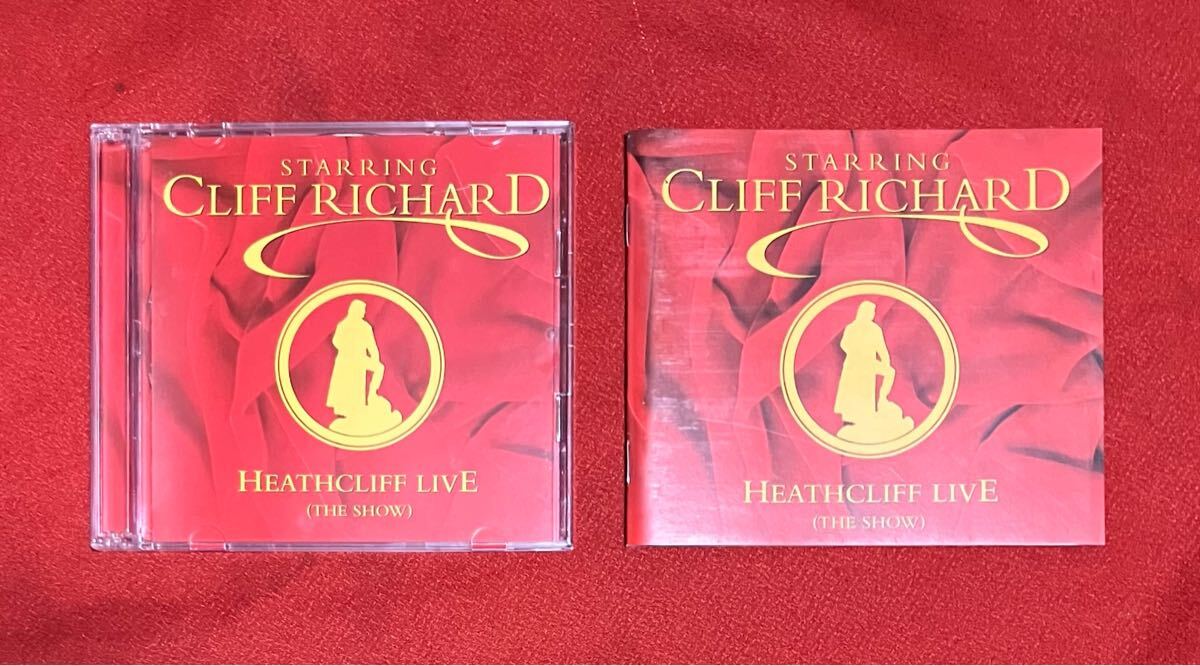 STARRING
CLIFF RICHARD
HEATHCLIFF LIVE
(THE SHOW)
STARRING
CLIFF RICHARD
HEATHCLIFF LIVE
(THE SHOW)